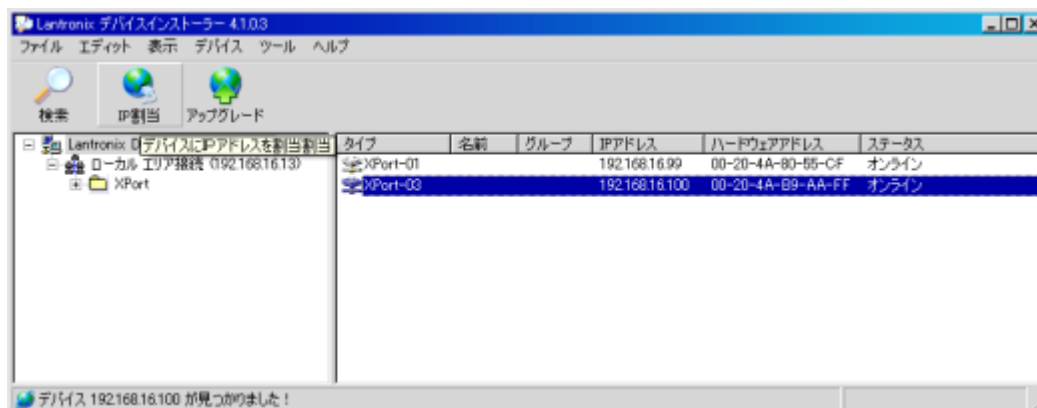 Lantronix デバイスインストーラー 4.1.0.3
ファイル エディット 表示 デバイス ツール ヘルプ
検索 IP割当 アップグレード
Lantronix D デバイスにIPアドレスを割当割当
ローカル エリア接続 (192.168.16.13)
XPort
タイプ 名前 グループ IPアドレス ハードウェアアドレス ステータス
XPort-01 192.168.16.99 00-20-4A-80-55-CF オンライン
XPort-03 192.168.16.100 00-20-4A-B9-AA-FF オンライン
デバイス 192.168.16.100 が見つかりました！